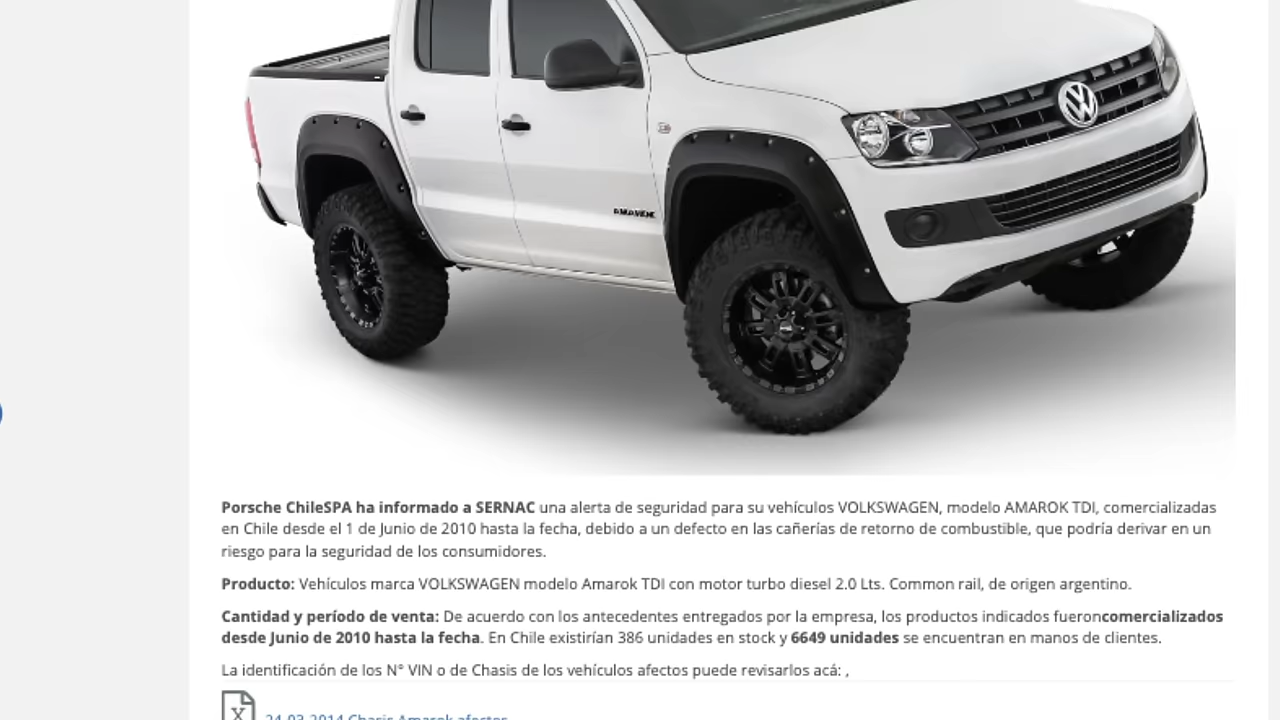 AMAROK
Porsche ChileSPA ha informado a SERNAC una alerta de seguridad para su vehículos VOLKSWAGEN, modelo AMAROK TDI, comercializadas
en Chile desde el 1 de Junio de 2010 hasta la fecha, debido a un defecto en las cañerías de retorno de combustible, que podría derivar en un
riesgo para la seguridad de los consumidores.
Producto: Vehículos marca VOLKSWAGEN modelo Amarok TDI con motor turbo diesel 2.0 Lts. Common rail, de origen argentino.
Cantidad y período de venta: De acuerdo con los antecedentes entregados por la empresa, los productos indicados fueroncomercializados
desde Junio de 2010 hasta la fecha. En Chile existirían 386 unidades en stock y 6649 unidades se encuentran en manos de clientes.
La identificación de los N° VIN o de Chasis de los vehículos afectos puede revisarlos acá: ,
24-03-2014 Chasis Amarok afectos